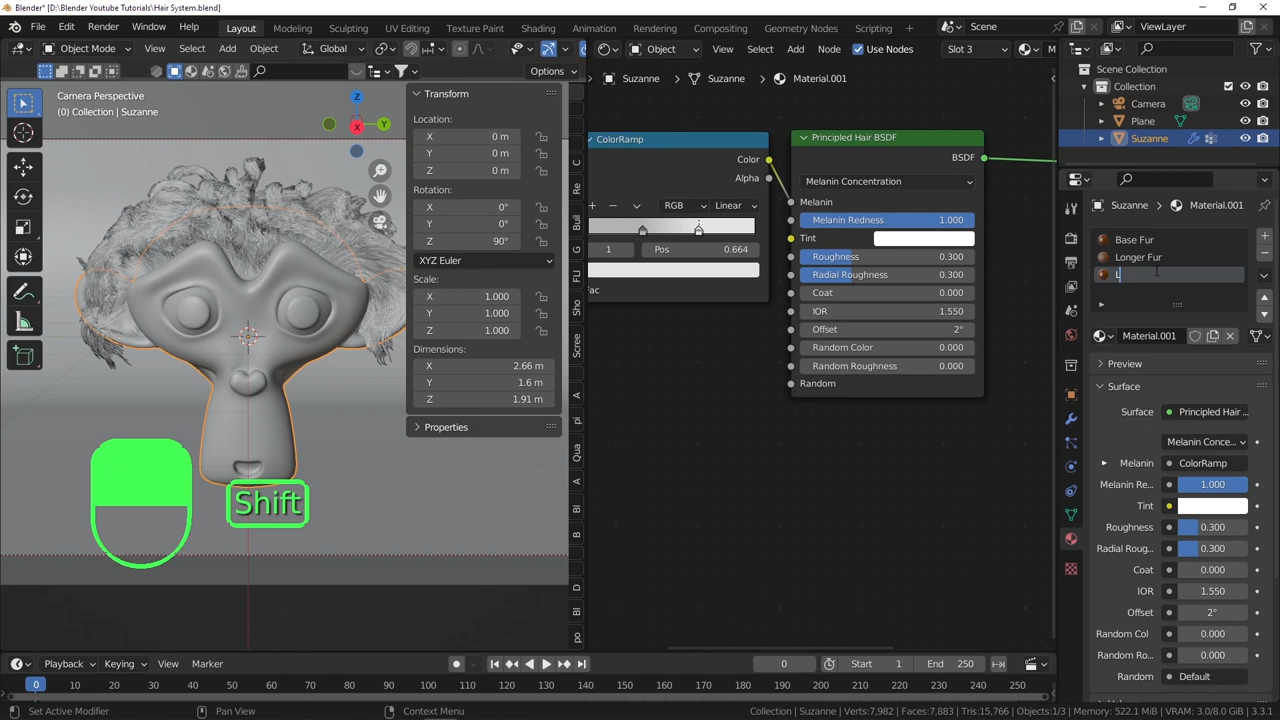 Blender* [D:\Blender Youtube Tutorials\Hair System.blend]
File Edit Render Window Help Layout Modeling Sculpting UV Editing Texture Paint Shading Animation Rendering Compositing Geometry Nodes Scripting Scene ViewLayer
Object Mode View Select Add Object Global Object View Select Add Node Use Nodes Slot 3 M
Options
Suzanne Suzanne Material.001
Scene Collection
Collection
Camera
Plane
Suzanne
Camera Perspective
(0) Collection | Suzanne
Z
Y
X
Transform
Location:
X 0 m
Y 0 m
Z 0 m
Rotation:
X 0°
Y 0°
Z 90°
XYZ Euler
Scale:
X 1.000
Y 1.000
Z 1.000
Dimensions:
X 2.66 m
Y 1.6 m
Z 1.91 m
Properties
C
Re
Buil
G
FLI
Sho
Scree
A
pi
Qua
A
Bl
B
D
Bl
po
ColorRamp
Color
Alpha
RGB Linear
1 Pos 0.664
ac
Principled Hair BSDF
BSDF
Melanin Concentration
Melanin
Melanin Redness 1.000
Tint
Roughness 0.300
Radial Roughness 0.300
Coat 0.000
IOR 1.550
Offset 2°
Random Color 0.000
Random Roughness 0.000
Random
Suzanne Material.001
Base Fur
Longer Fur
L
Material.001
Preview
Surface
Surface Principled Hair ...
Melanin Conce...
Melanin ColorRamp
Melanin Re... 1.000
Tint
Roughness 0.300
Radial Roug... 0.300
Coat 0.000
IOR 1.550
Offset 2°
Random Col 0.000
Random Ro... 0.000
Random Default
Shift
Playback Keying View Marker 0 Start 1 End 250
0 10 20 30 40 50 60 70 80 90 100 110 120 130 140 150 160 170 180 190 200 210 220 230 240 250
Set Active Modifier Pan View Context Menu Collection | Suzanne | Verts:7,982 | Faces:7,883 | Tris:15,766 | Objects:1/3 | Memory: 522.1 MiB | VRAM: 3.0/8.0 GiB | 3.3.1